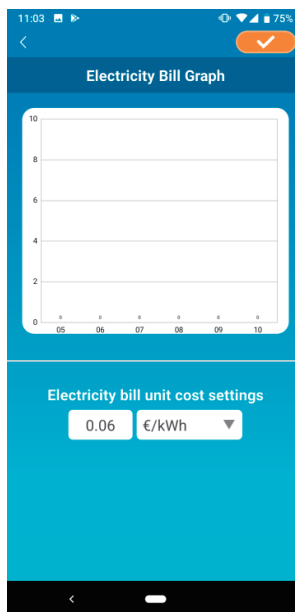 11:03 75%
Electricity Bill Graph
10
8
6
4
2
0
0 0 0 0 0 0
05 06 07 08 09 10
Electricity bill unit cost settings
0.06 €/kWh